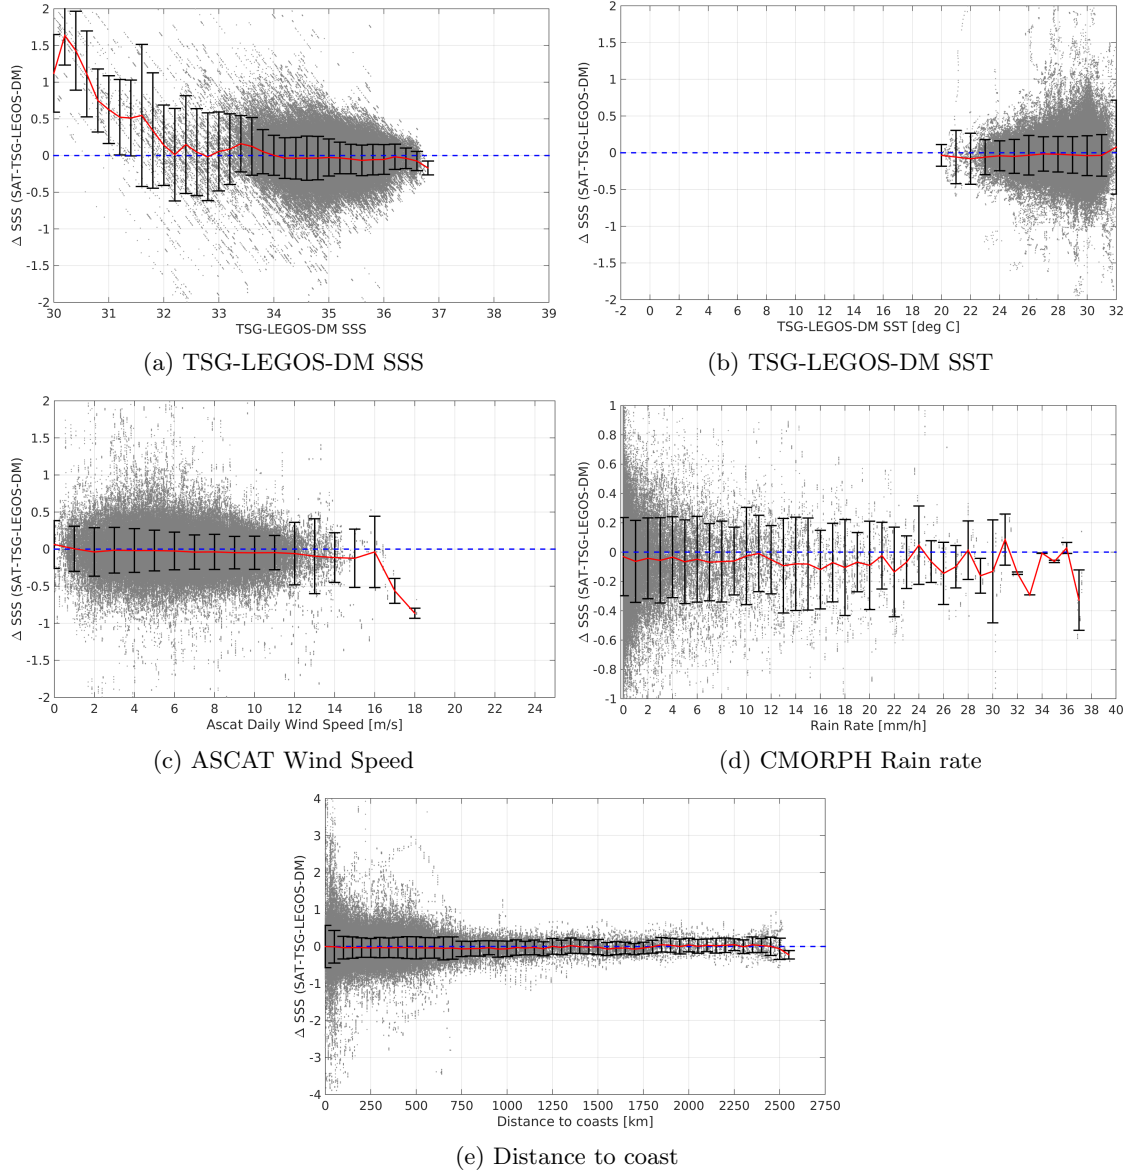 2
1.5
1
0.5
0
-0.5
-1
-1.5
-2
Δ SSS (SAT-TSG-LEGOS-DM)
30 31 32 33 34 35 36 37 38 39
TSG-LEGOS-DM SSS
(a) TSG-LEGOS-DM SSS
2
1.5
1
0.5
0
-0.5
-1
-1.5
-2
Δ SSS (SAT-TSG-LEGOS-DM)
-2 0 2 4 6 8 10 12 14 16 18 20 22 24 26 28 30 32
TSG-LEGOS-DM SST [deg C]
(b) TSG-LEGOS-DM SST
2
1.5
1
0.5
0
-0.5
-1
-1.5
-2
Δ SSS (SAT-TSG-LEGOS-DM)
0 2 4 6 8 10 12 14 16 18 20 22 24
Ascat Daily Wind Speed [m/s]
(c) ASCAT Wind Speed
1
0.8
0.6
0.4
0.2
0
-0.2
-0.4
-0.6
-0.8
-1
Δ SSS (SAT-TSG-LEGOS-DM)
0 2 4 6 8 10 12 14 16 18 20 22 24 26 28 30 32 34 36 38 40
Rain Rate [mm/h]
(d) CMORPH Rain rate
4
3
2
1
0
-1
-2
-3
-4
Δ SSS (SAT-TSG-LEGOS-DM)
0 250 500 750 1000 1250 1500 1750 2000 2250 2500 2750
Distance to coasts [km]
(e) Distance to coast